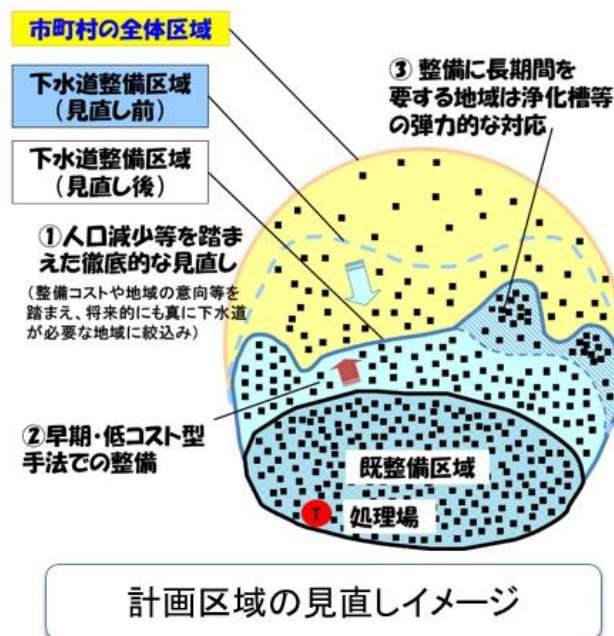 市町村の全体区域
下水道整備区域
（見直し前）
下水道整備区域
（見直し後）
①人口減少等を踏ま
えた徹底的な見直し
（整備コストや地域の意向等を
踏まえ、将来的にも真に下水道
が必要な地域に絞込み）
②早期・低コスト型
手法での整備
③ 整備に長期間を
要する地域は浄化槽等
の弾力的な対応
既整備区域
T 処理場
計画区域の見直しイメージ